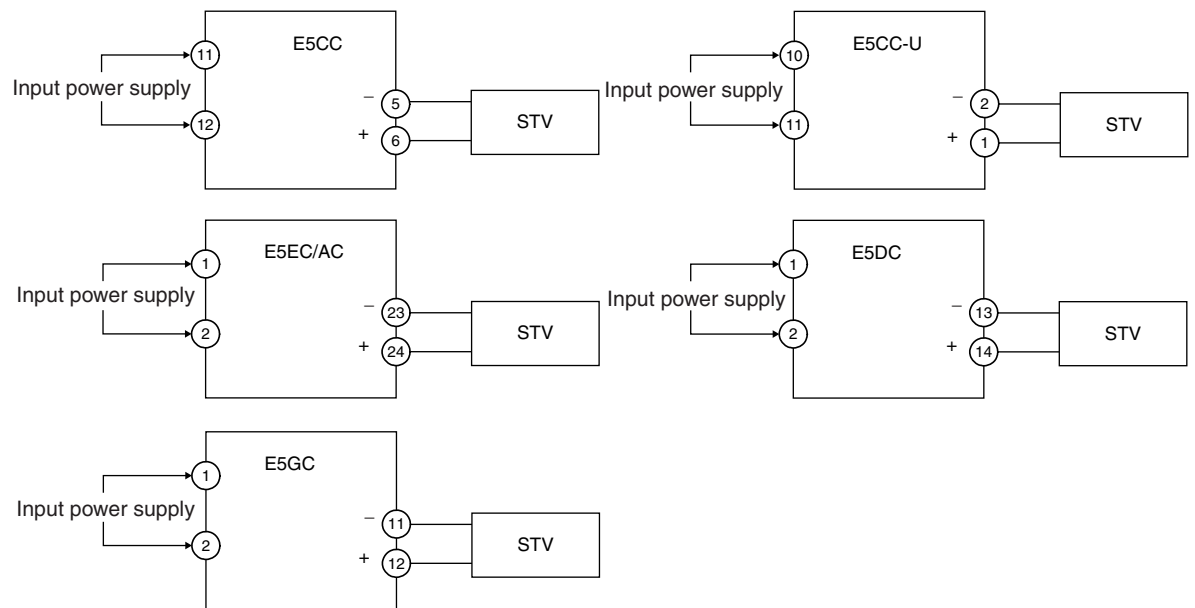 E5CC
11
Input power supply
12
− 5
+ 6
STV
E5CC-U
10
Input power supply
11
− 2
+ 1
STV
E5EC/AC
1
Input power supply
2
− 23
+ 24
STV
E5DC
1
Input power supply
2
− 13
+ 14
STV
E5GC
1
Input power supply
2
− 11
+ 12
STV